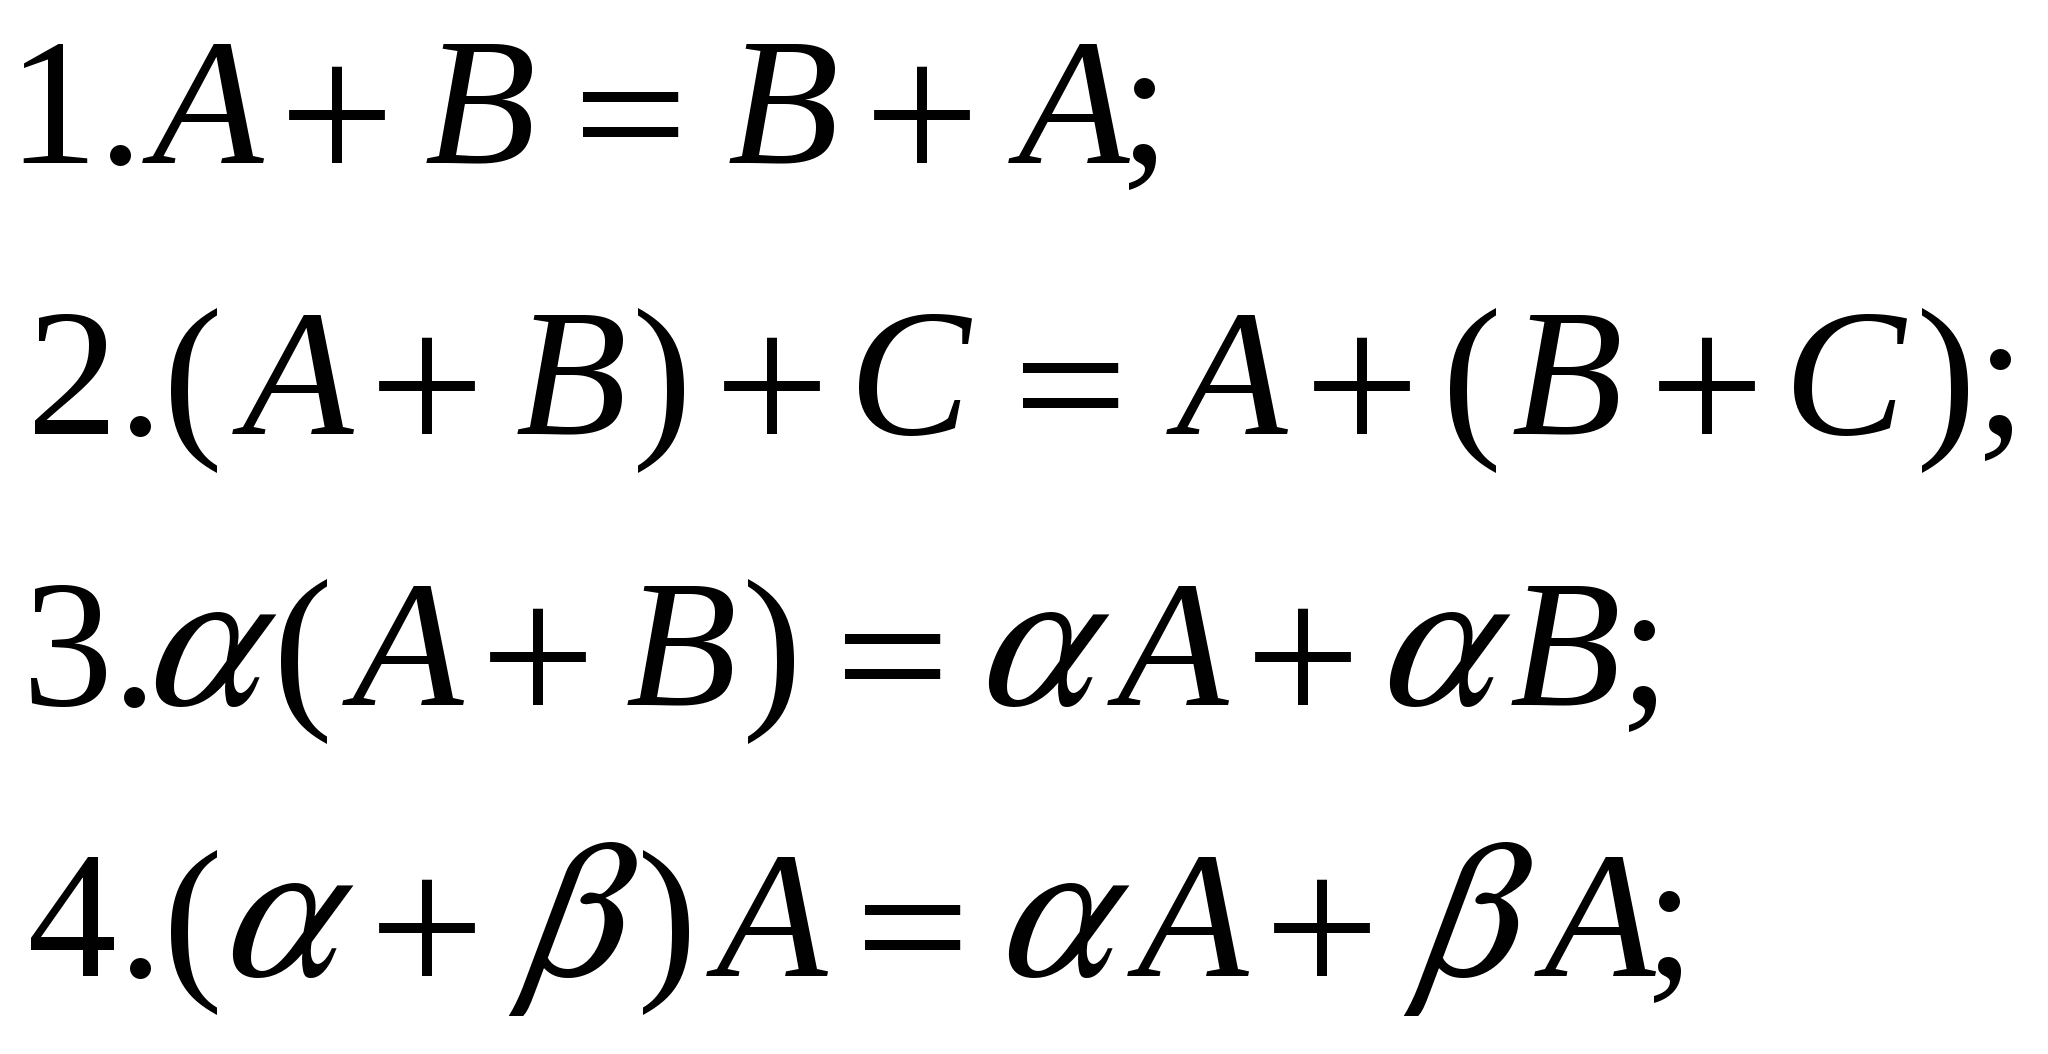 1.A + B = B + A;
2.(A + B) + C = A + (B + C);
3.α(A + B) = αA + αB;
4.(α + β)A = αA + βA;